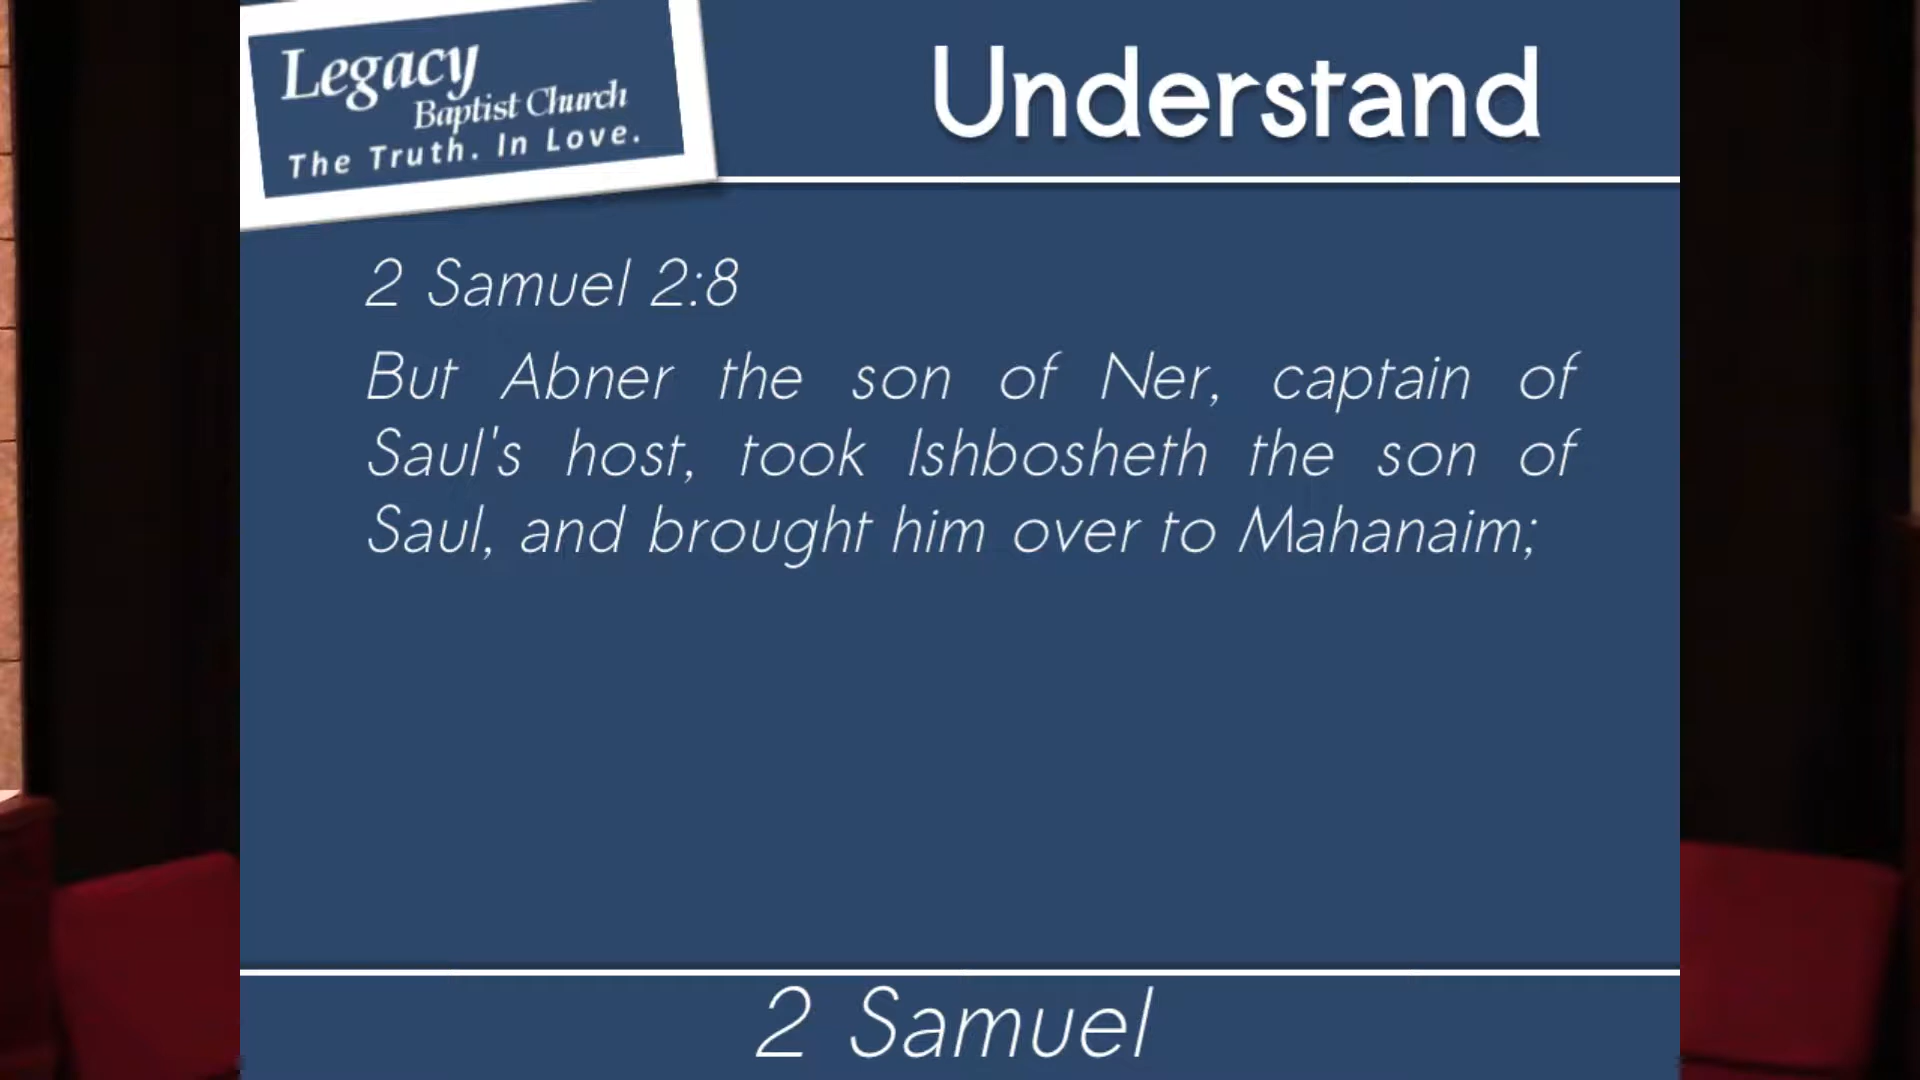 Legacy
Baptist Church
The Truth. In Love.
Understand
2 Samuel 2:8
But Abner the son of Ner, captain of
Saul's host, took Ishbosheth the son of
Saul, and brought him over to Mahanaim;
2 Samuel